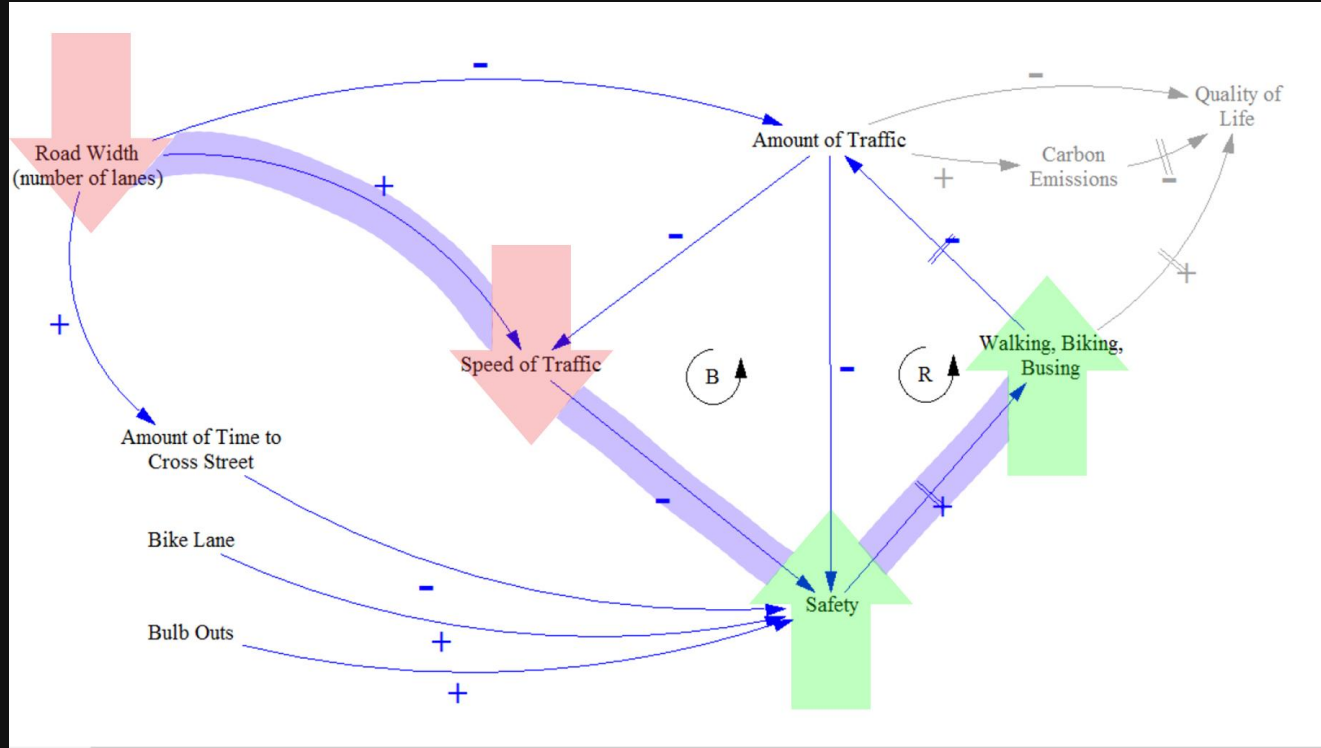 -
-
Quality of
Life
Amount of Traffic
Road Width
(number of lanes)
Carbon
Emissions
+
-
+
-
-
+
+
Walking, Biking,
Busing
Speed of Traffic
B
-
R
Amount of Time to
Cross Street
-
+
Bike Lane
-
Safety
Bulb Outs
+
+